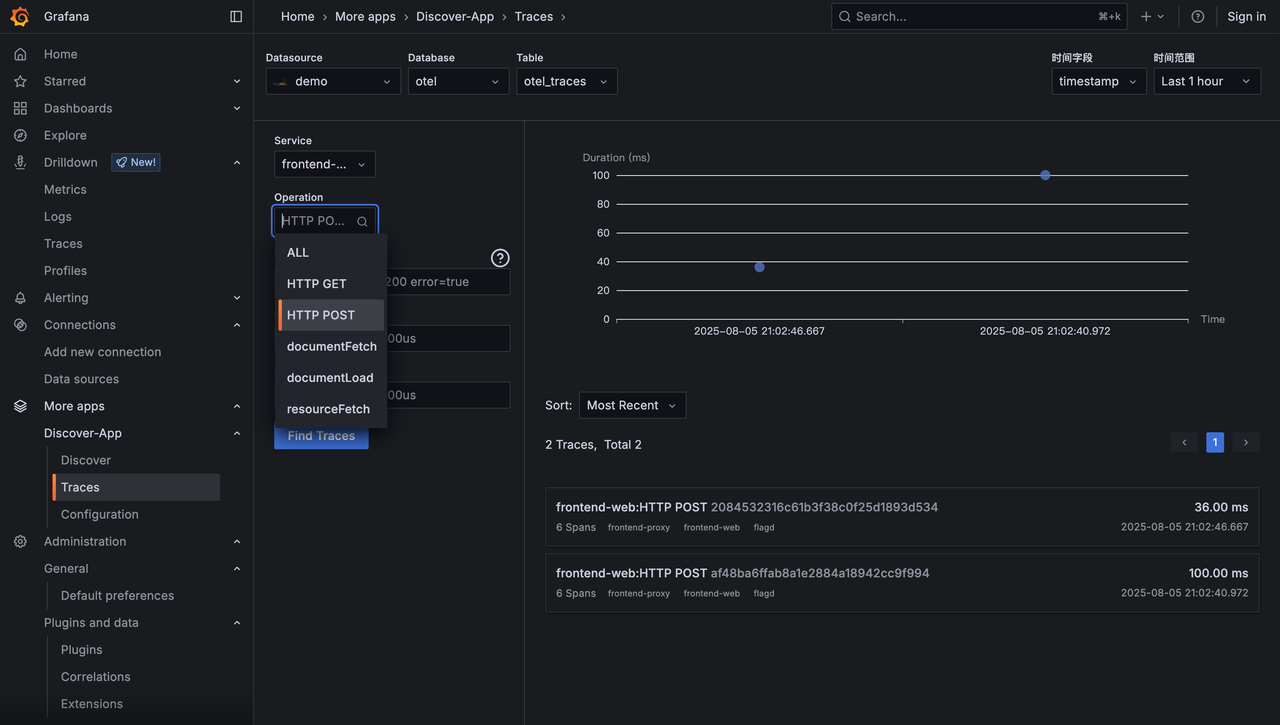 Grafana
Home
More apps
Discover-App
Traces
Search...
⌘+k
Sign in
Home
Starred
Dashboards
Explore
Drilldown
New!
Metrics
Logs
Traces
Profiles
Alerting
Connections
Add new connection
Data sources
More apps
Discover-App
Discover
Traces
Configuration
Administration
General
Default preferences
Plugins and data
Plugins
Correlations
Extensions
Datasource
Database
Table
demo
otel
otel_traces
时间字段
时间范围
timestamp
Last 1 hour
Service
frontend-...
Operation
HTTP PO...
ALL
HTTP GET
HTTP POST
documentFetch
documentLoad
resourceFetch
200 error=true
00us
00us
Find Traces
Duration (ms)
100
80
60
40
20
0
2025-08-05 21:02:46.667
2025-08-05 21:02:40.972
Time
Sort:
Most Recent
2 Traces, Total 2
1
frontend-web:HTTP POST 2084532316c61b3f38c0f25d1893d534
36.00 ms
6 Spans frontend-proxy frontend-web flagd
2025-08-05 21:02:46.667
frontend-web:HTTP POST af48ba6ffab8a1e2884a18942cc9f994
100.00 ms
6 Spans frontend-proxy frontend-web flagd
2025-08-05 21:02:40.972